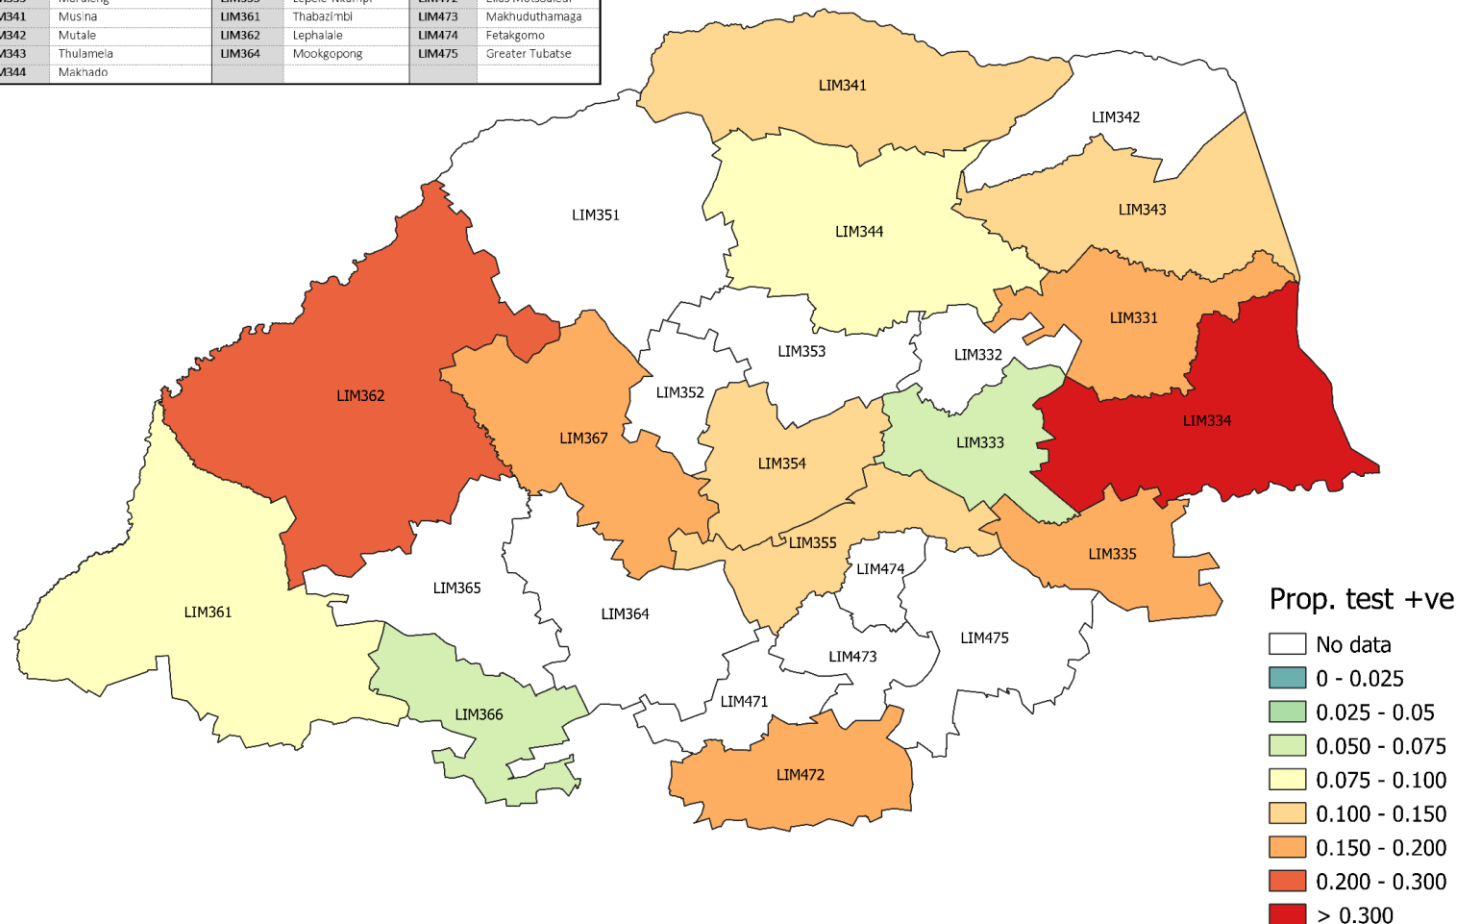 LIM361 Thabazimbi LIM473 Makhuduthamaga
M341 Musina
M342 Mutale LIM362 Lephalale LIM474 Fetakgomo
M343 Thulamela LIM364 Mookgopong LIM475 Greater Tubatse
M344 Makhado
LIM341
LIM342
LIM343
LIM351
LIM344
LIM331
LIM353
LIM332
LIM352
LIM362
LIM334
LIM367
LIM333
LIM354
LIM355
LIM335
LIM474
LIM365
LIM361
LIM364
LIM475
LIM473
LIM471
LIM366
LIM472
Prop. test +ve
No data
0 - 0.025
0.025 - 0.05
0.050 - 0.075
0.075 - 0.100
0.100 - 0.150
0.150 - 0.200
0.200 - 0.300
> 0.300